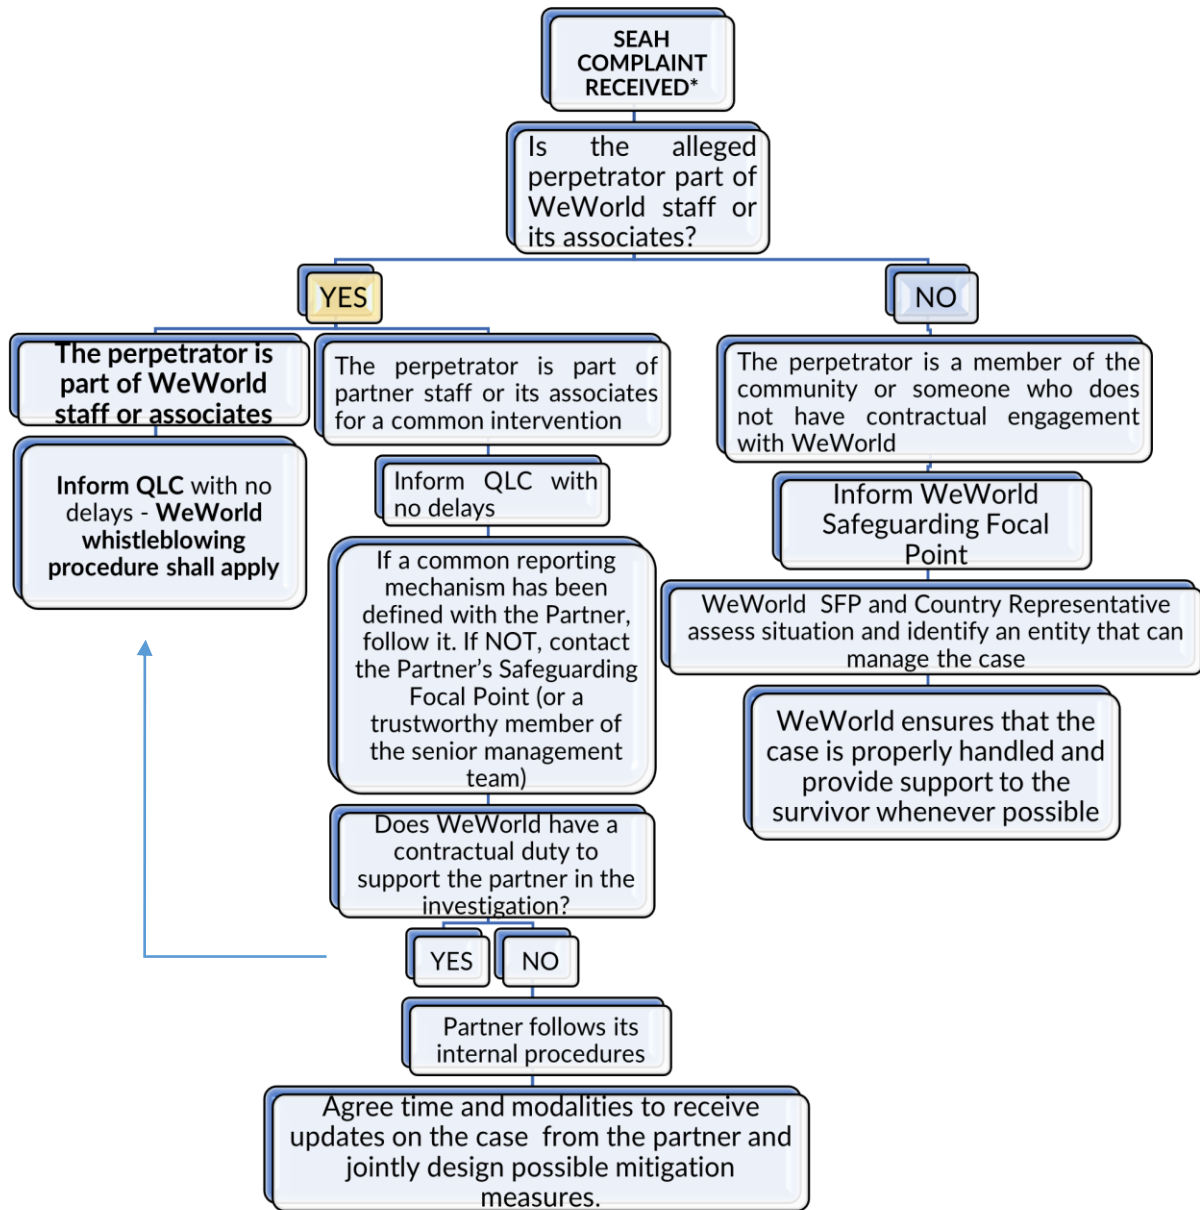 SEAH
COMPLAINT
RECEIVED*
Is the alleged
perpetrator part of
WeWorld staff or
its associates?
YES
NO
The perpetrator is
part of WeWorld
staff or associates
The perpetrator is part of
partner staff or its associates
for a common intervention
The perpetrator is a member of the
community or someone who does
not have contractual engagement
with WeWorld
Inform QLC with no
delays - WeWorld
whistleblowing
procedure shall apply
Inform QLC with
no delays
Inform WeWorld
Safeguarding Focal
Point
If a common reporting
mechanism has been
defined with the Partner,
follow it. If NOT, contact
the Partner’s Safeguarding
Focal Point (or a
trustworthy member of
the senior management
team)
WeWorld SFP and Country Representative
assess situation and identify an entity that can
manage the case
WeWorld ensures that the
case is properly handled and
provide support to the
survivor whenever possible
Does WeWorld have a
contractual duty to
support the partner in the
investigation?
YES
NO
Partner follows its
internal procedures
Agree time and modalities to receive
updates on the case from the partner and
jointly design possible mitigation
measures.